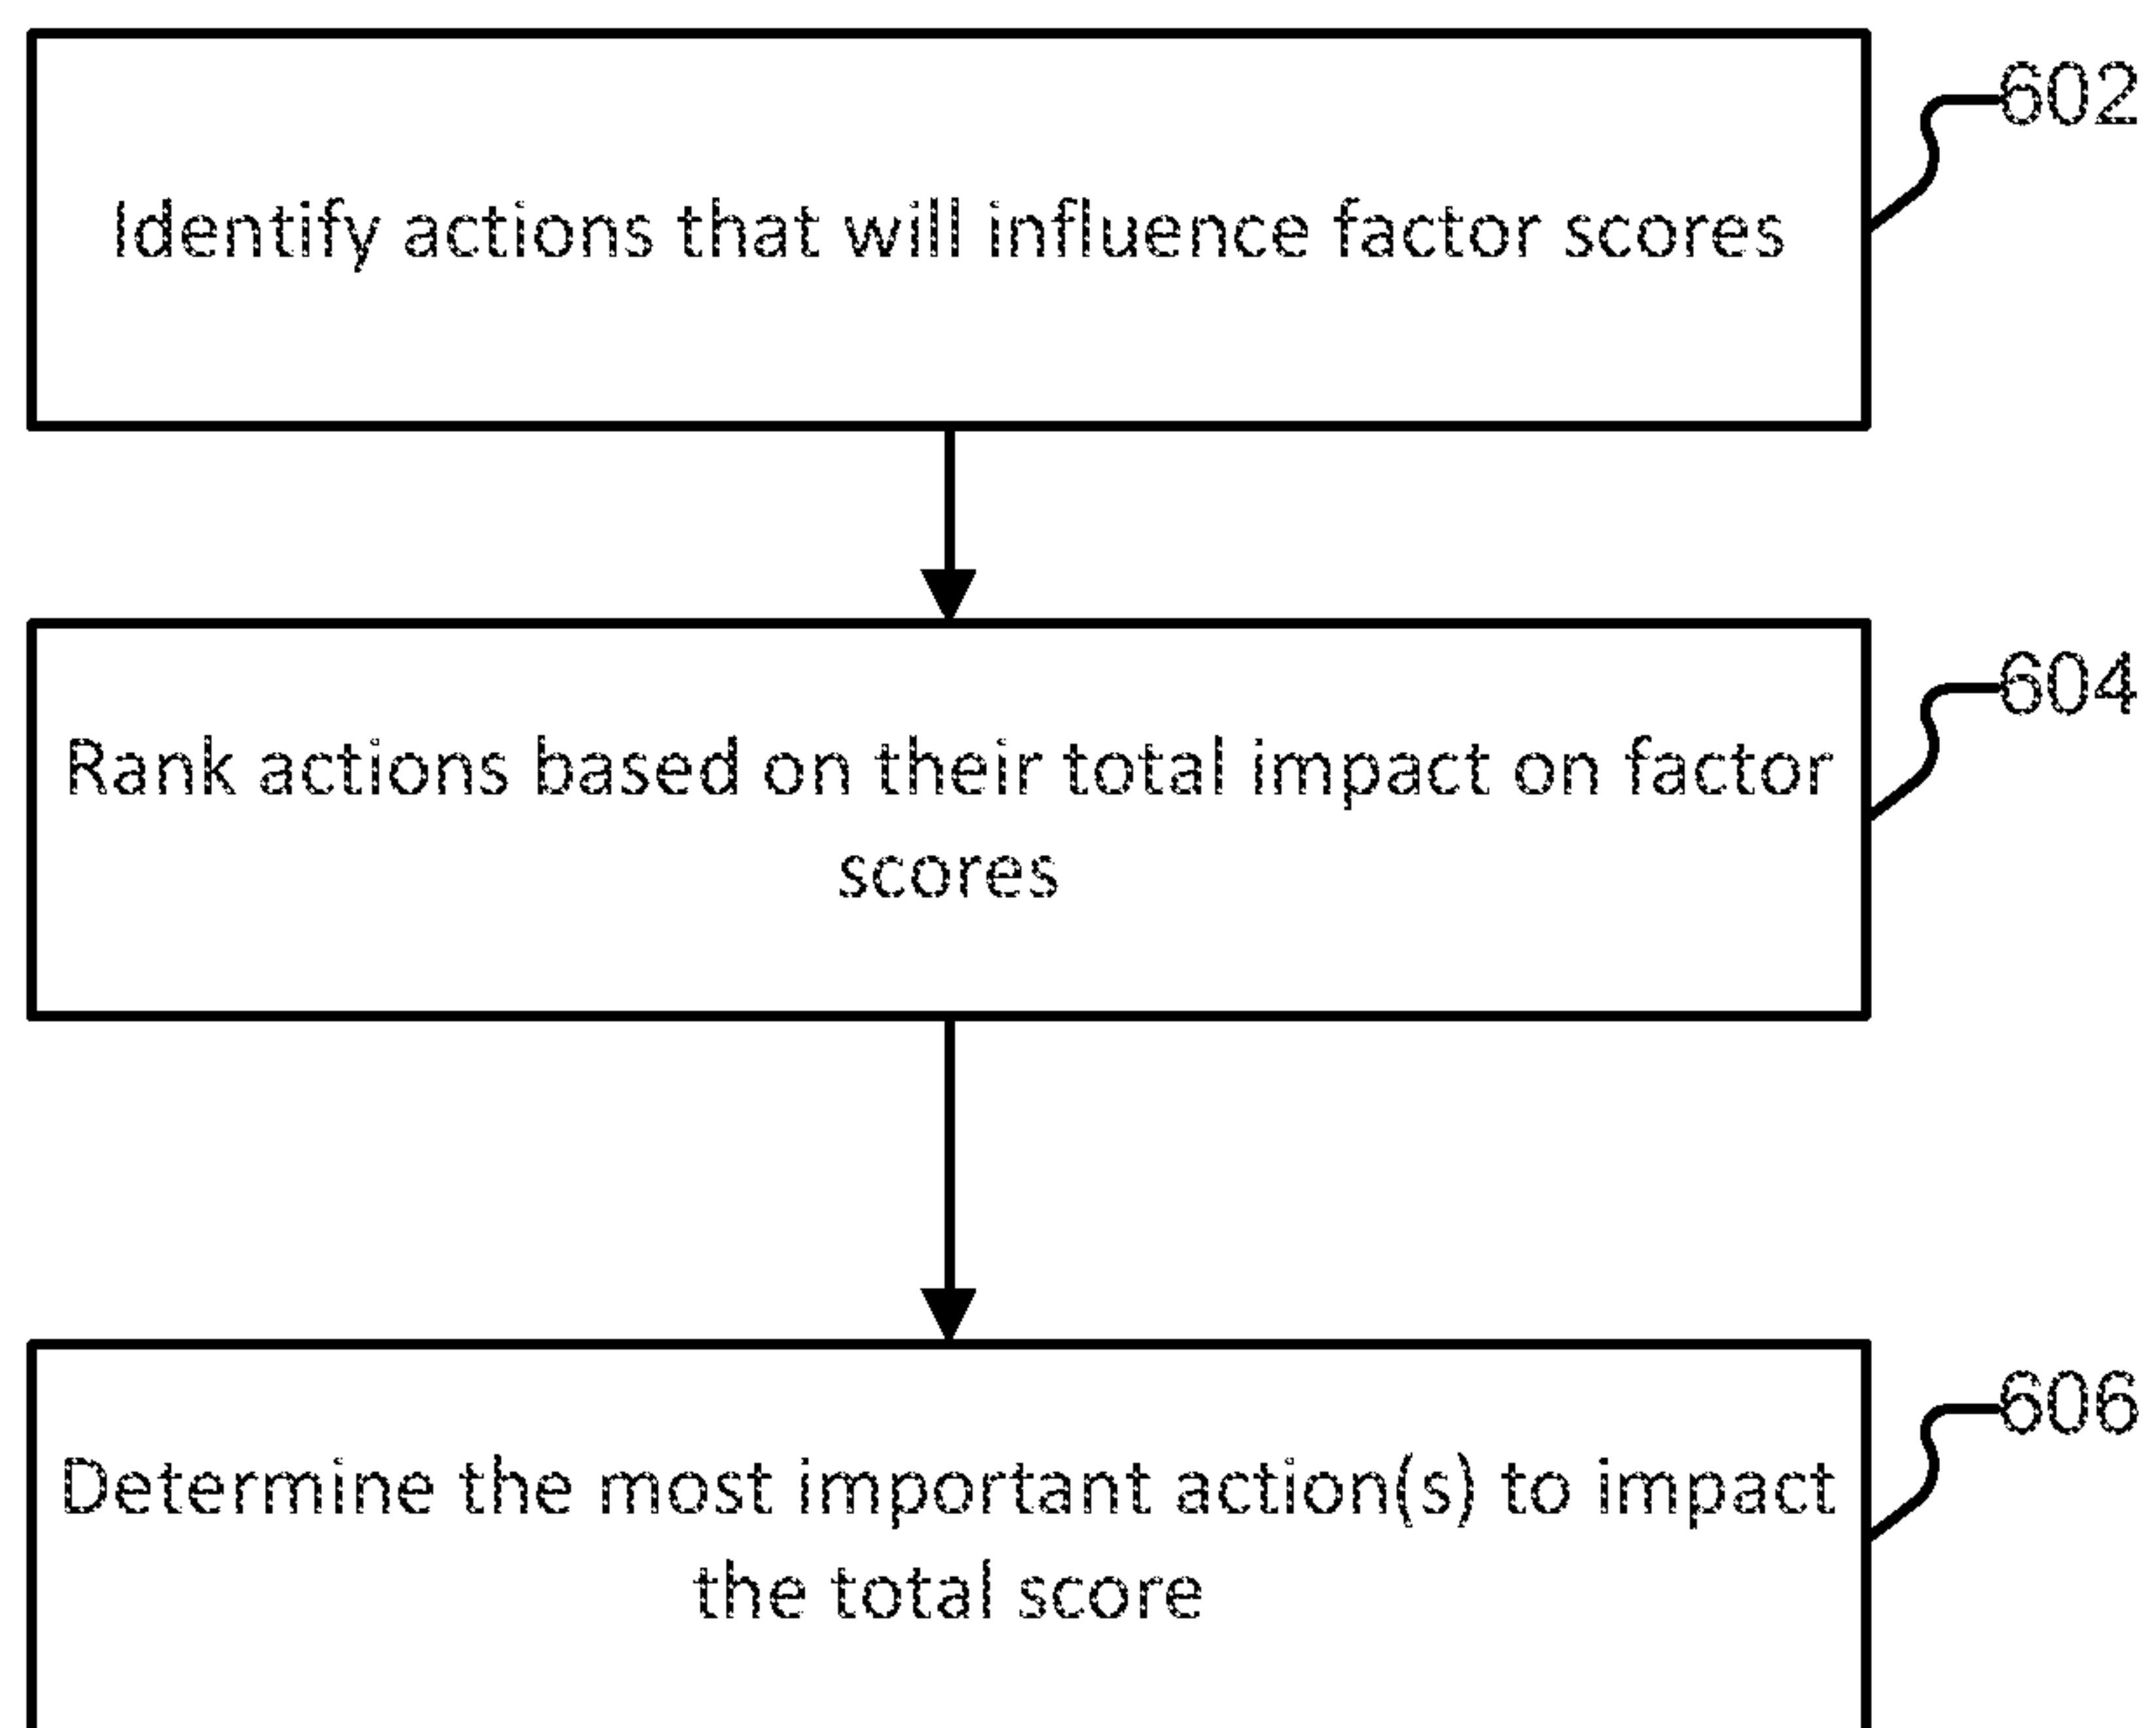 602
Identify actions that will influence factor scores
604
Rank actions based on their total impact on factor
scores
606
Determine the most important action(s) to impact
the total score